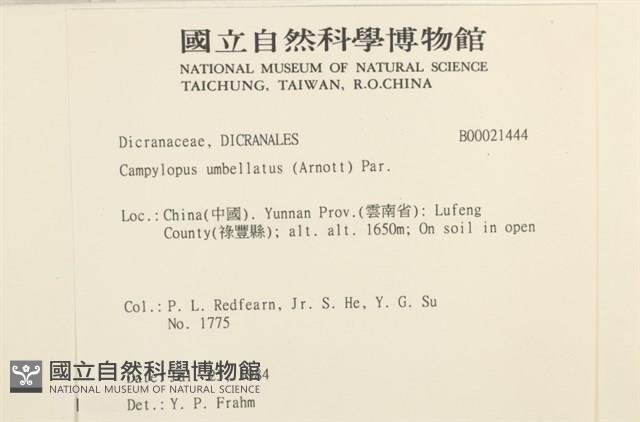 國立自然科學博物館
NATIONAL MUSEUM OF NATURAL SCIENCE
TAICHUNG, TAIWAN, R.O.CHINA
Dicranaceae, DICRANALES B00021444
Campylopus umbellatus (Arnott) Par.
Loc.: China(中國). Yunnan Prov.(雲南省): Lufeng
County(祿豐縣); alt. alt. 1650m; On soil in open
Col.: P. L. Redfearn, Jr. S. He, Y. G. Su
No. 1775
國立自然科學博物館
NATIONAL MUSEUM OF NATURAL SCIENCE
Det.: Y. P. Frahm